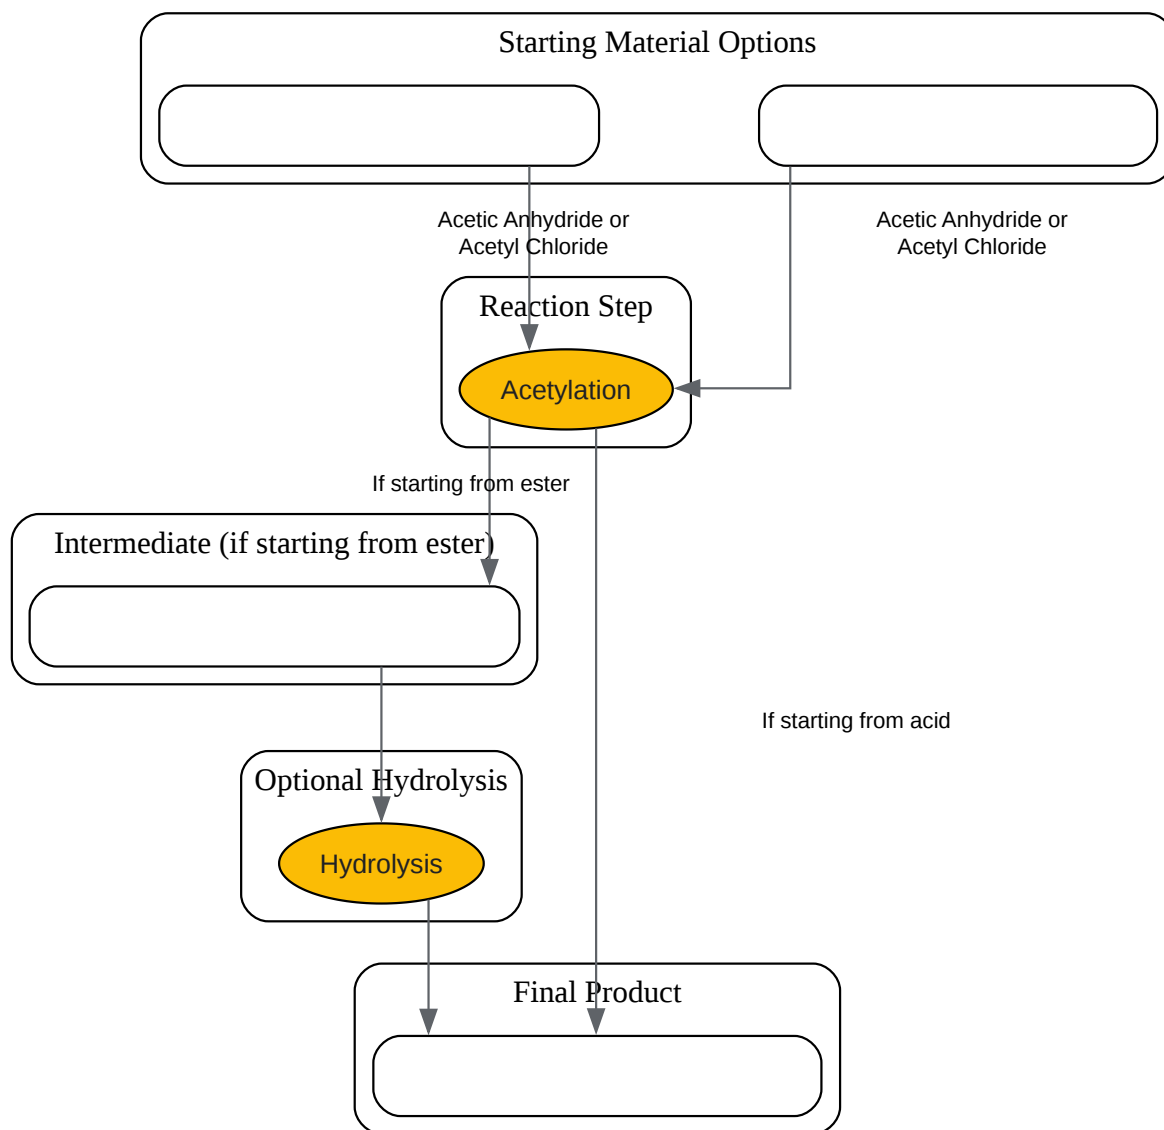 Starting Material Options
Acetic Anhydride or
Acetyl Chloride
Acetic Anhydride or
Acetyl Chloride
Reaction Step
Acetylation
If starting from ester
Intermediate (if starting from ester)
If starting from acid
Optional Hydrolysis
Hydrolysis
Final Product